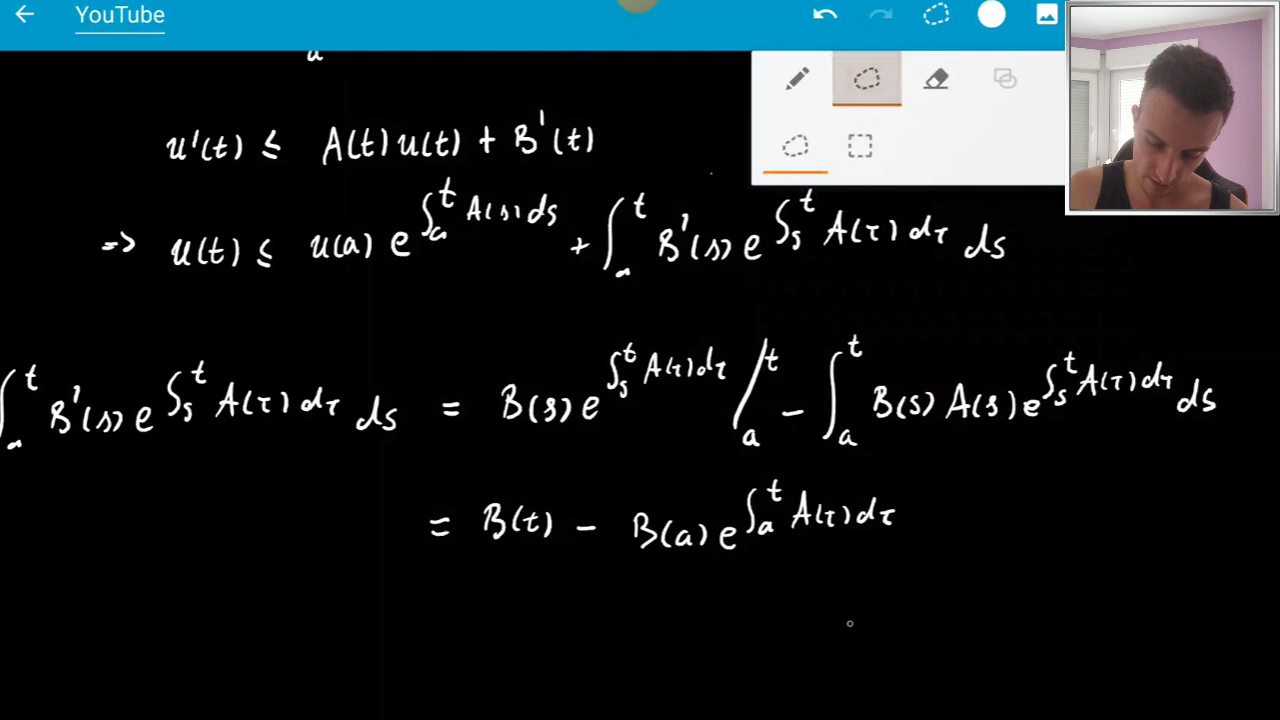 YouTube
a
u'(t) ≤ A(t)u(t) + B'(t)
=> u(t) ≤ u(a) e^{∫_a^t A(s)ds} + ∫_a^t B'(s) e^{∫_s^t A(τ)dτ} ds
∫_a^t B'(s) e^{∫_s^t A(τ)dτ} ds = B(s) e^{∫_s^t A(τ)dτ} /_a^t − ∫_a^t B(s) A(s) e^{∫_s^t A(τ)dτ} ds
= B(t) − B(a) e^{∫_a^t A(τ)dτ}